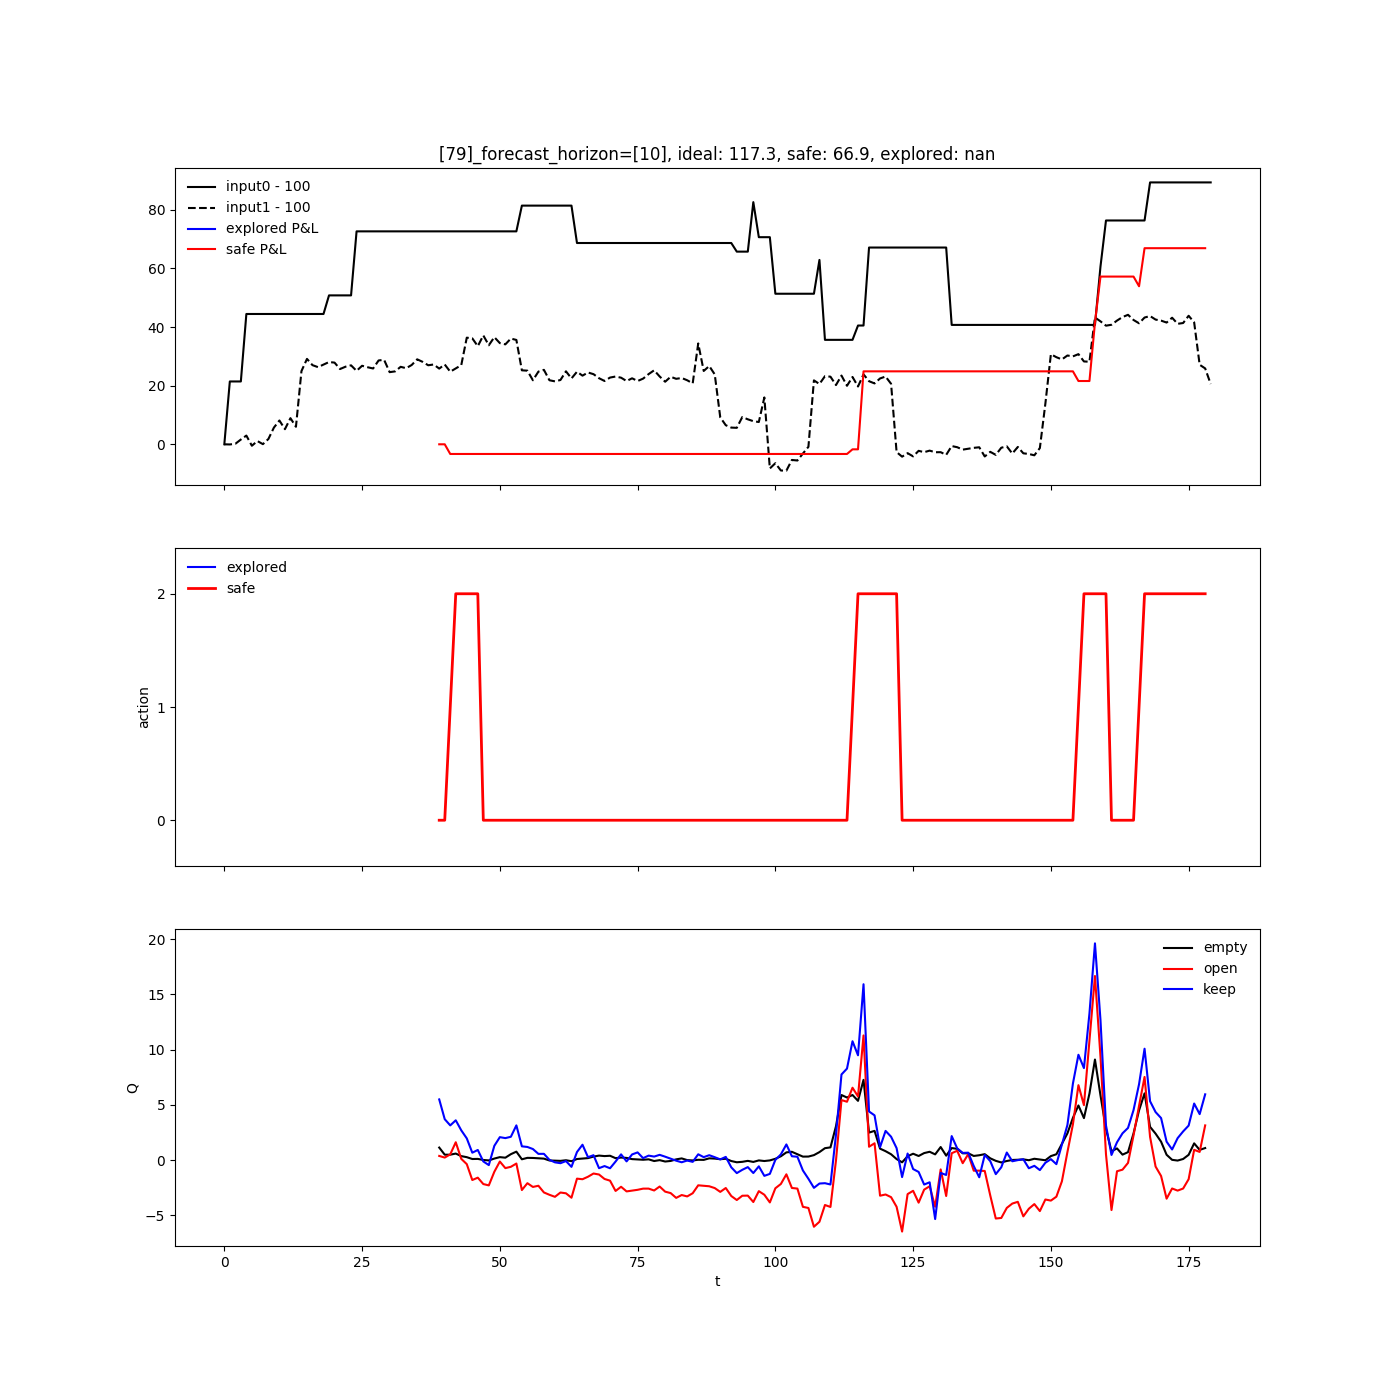 [79]_forecast_horizon=[10], ideal: 117.3, safe: 66.9, explored: nan
input0 - 100
input1 - 100
explored P&L
safe P&L
80
60
40
20
0
explored
safe
2
1
0
action
empty
open
keep
20
15
10
5
0
−5
Q
0 25 50 75 100 125 150 175
t